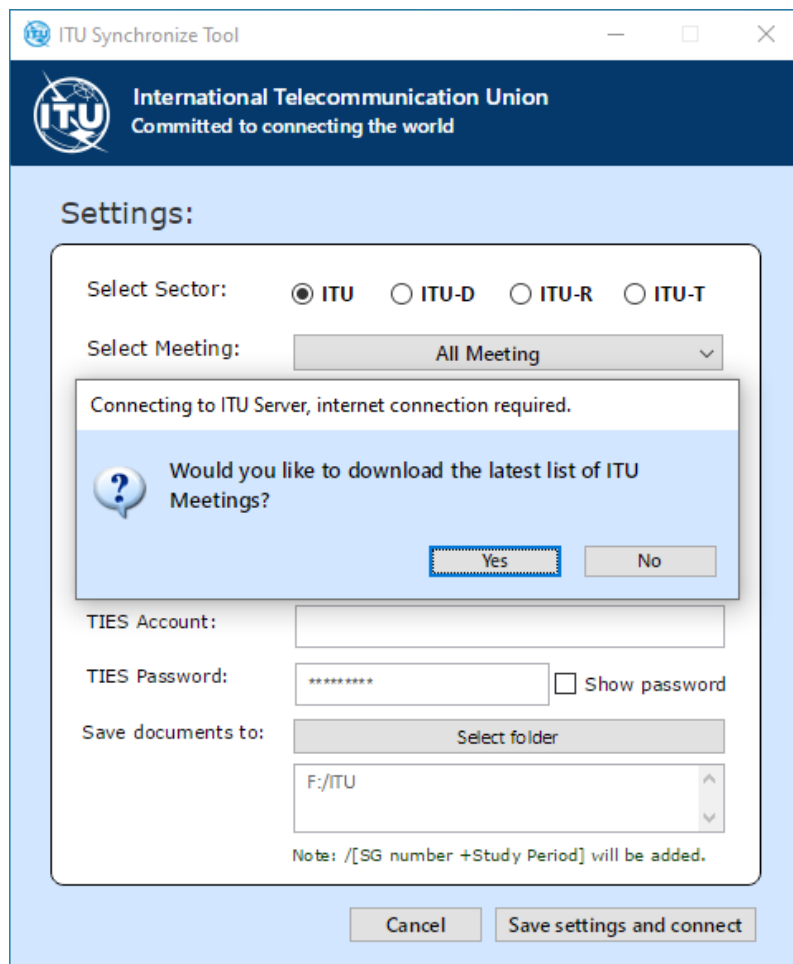 ITU Synchronize Tool
ITU
International Telecommunication Union
Committed to connecting the world
Settings:
Select Sector: ITU ITU-D ITU-R ITU-T
Select Meeting: All Meeting
Connecting to ITU Server, internet connection required.
?
Would you like to download the latest list of ITU
Meetings?
Yes No
TIES Account:
TIES Password: ********* Show password
Save documents to: Select folder
F:/ITU
Note: /[SG number +Study Period] will be added.
Cancel Save settings and connect